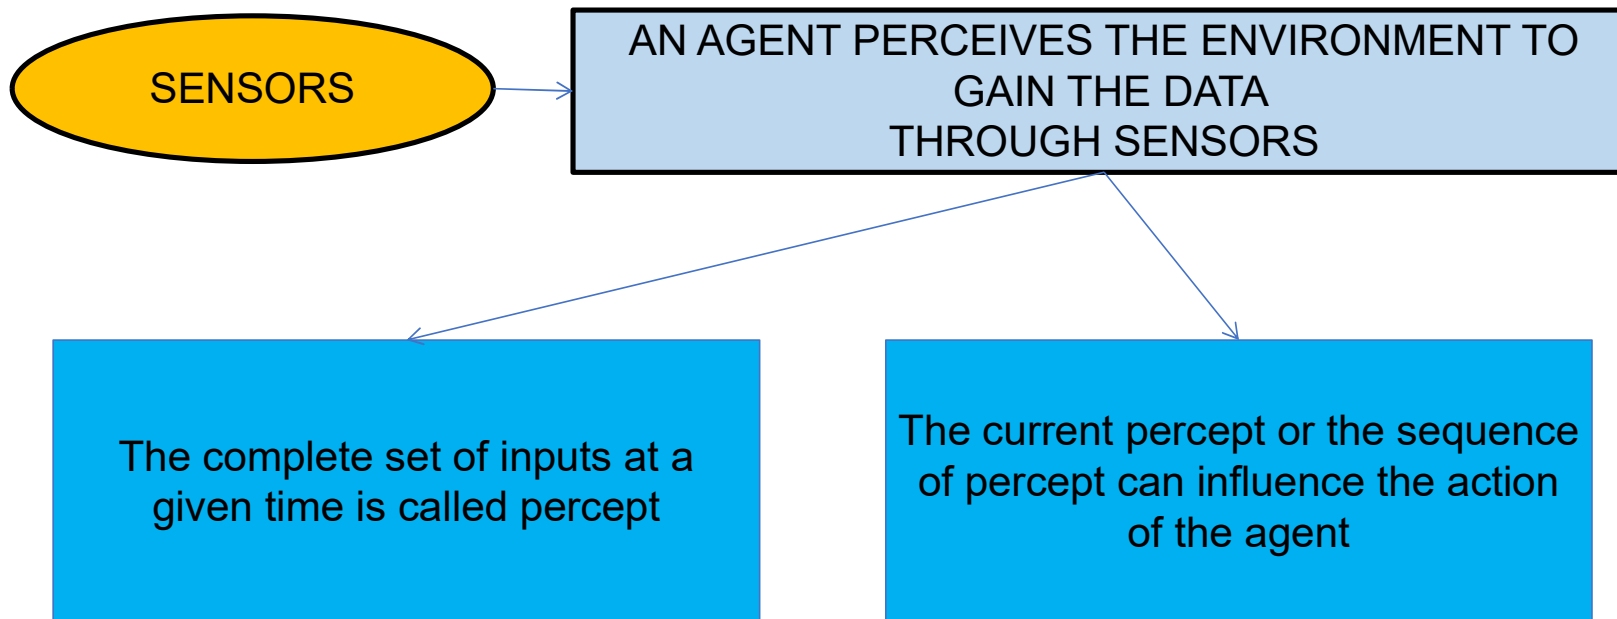 SENSORS
AN AGENT PERCEIVES THE ENVIRONMENT TO
GAIN THE DATA
THROUGH SENSORS
The complete set of inputs at a
given time is called percept
The current percept or the sequence
of percept can influence the action
of the agent